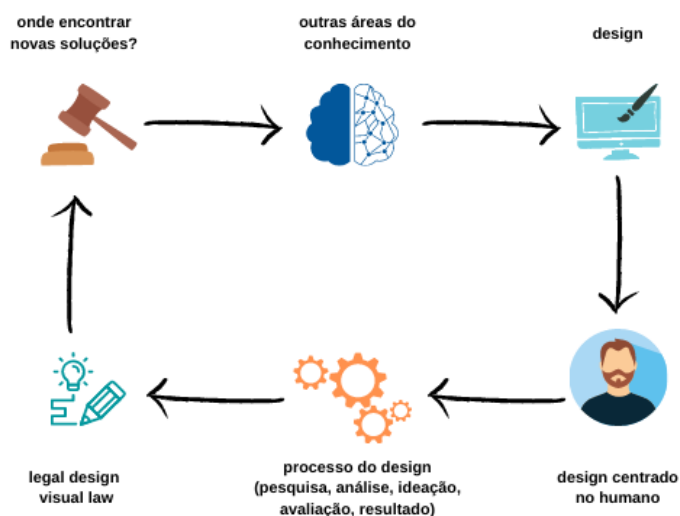 onde encontrar
novas soluções?
outras áreas do
conhecimento
design
legal design
visual law
processo do design
(pesquisa, análise, ideação,
avaliação, resultado)
design centrado
no humano